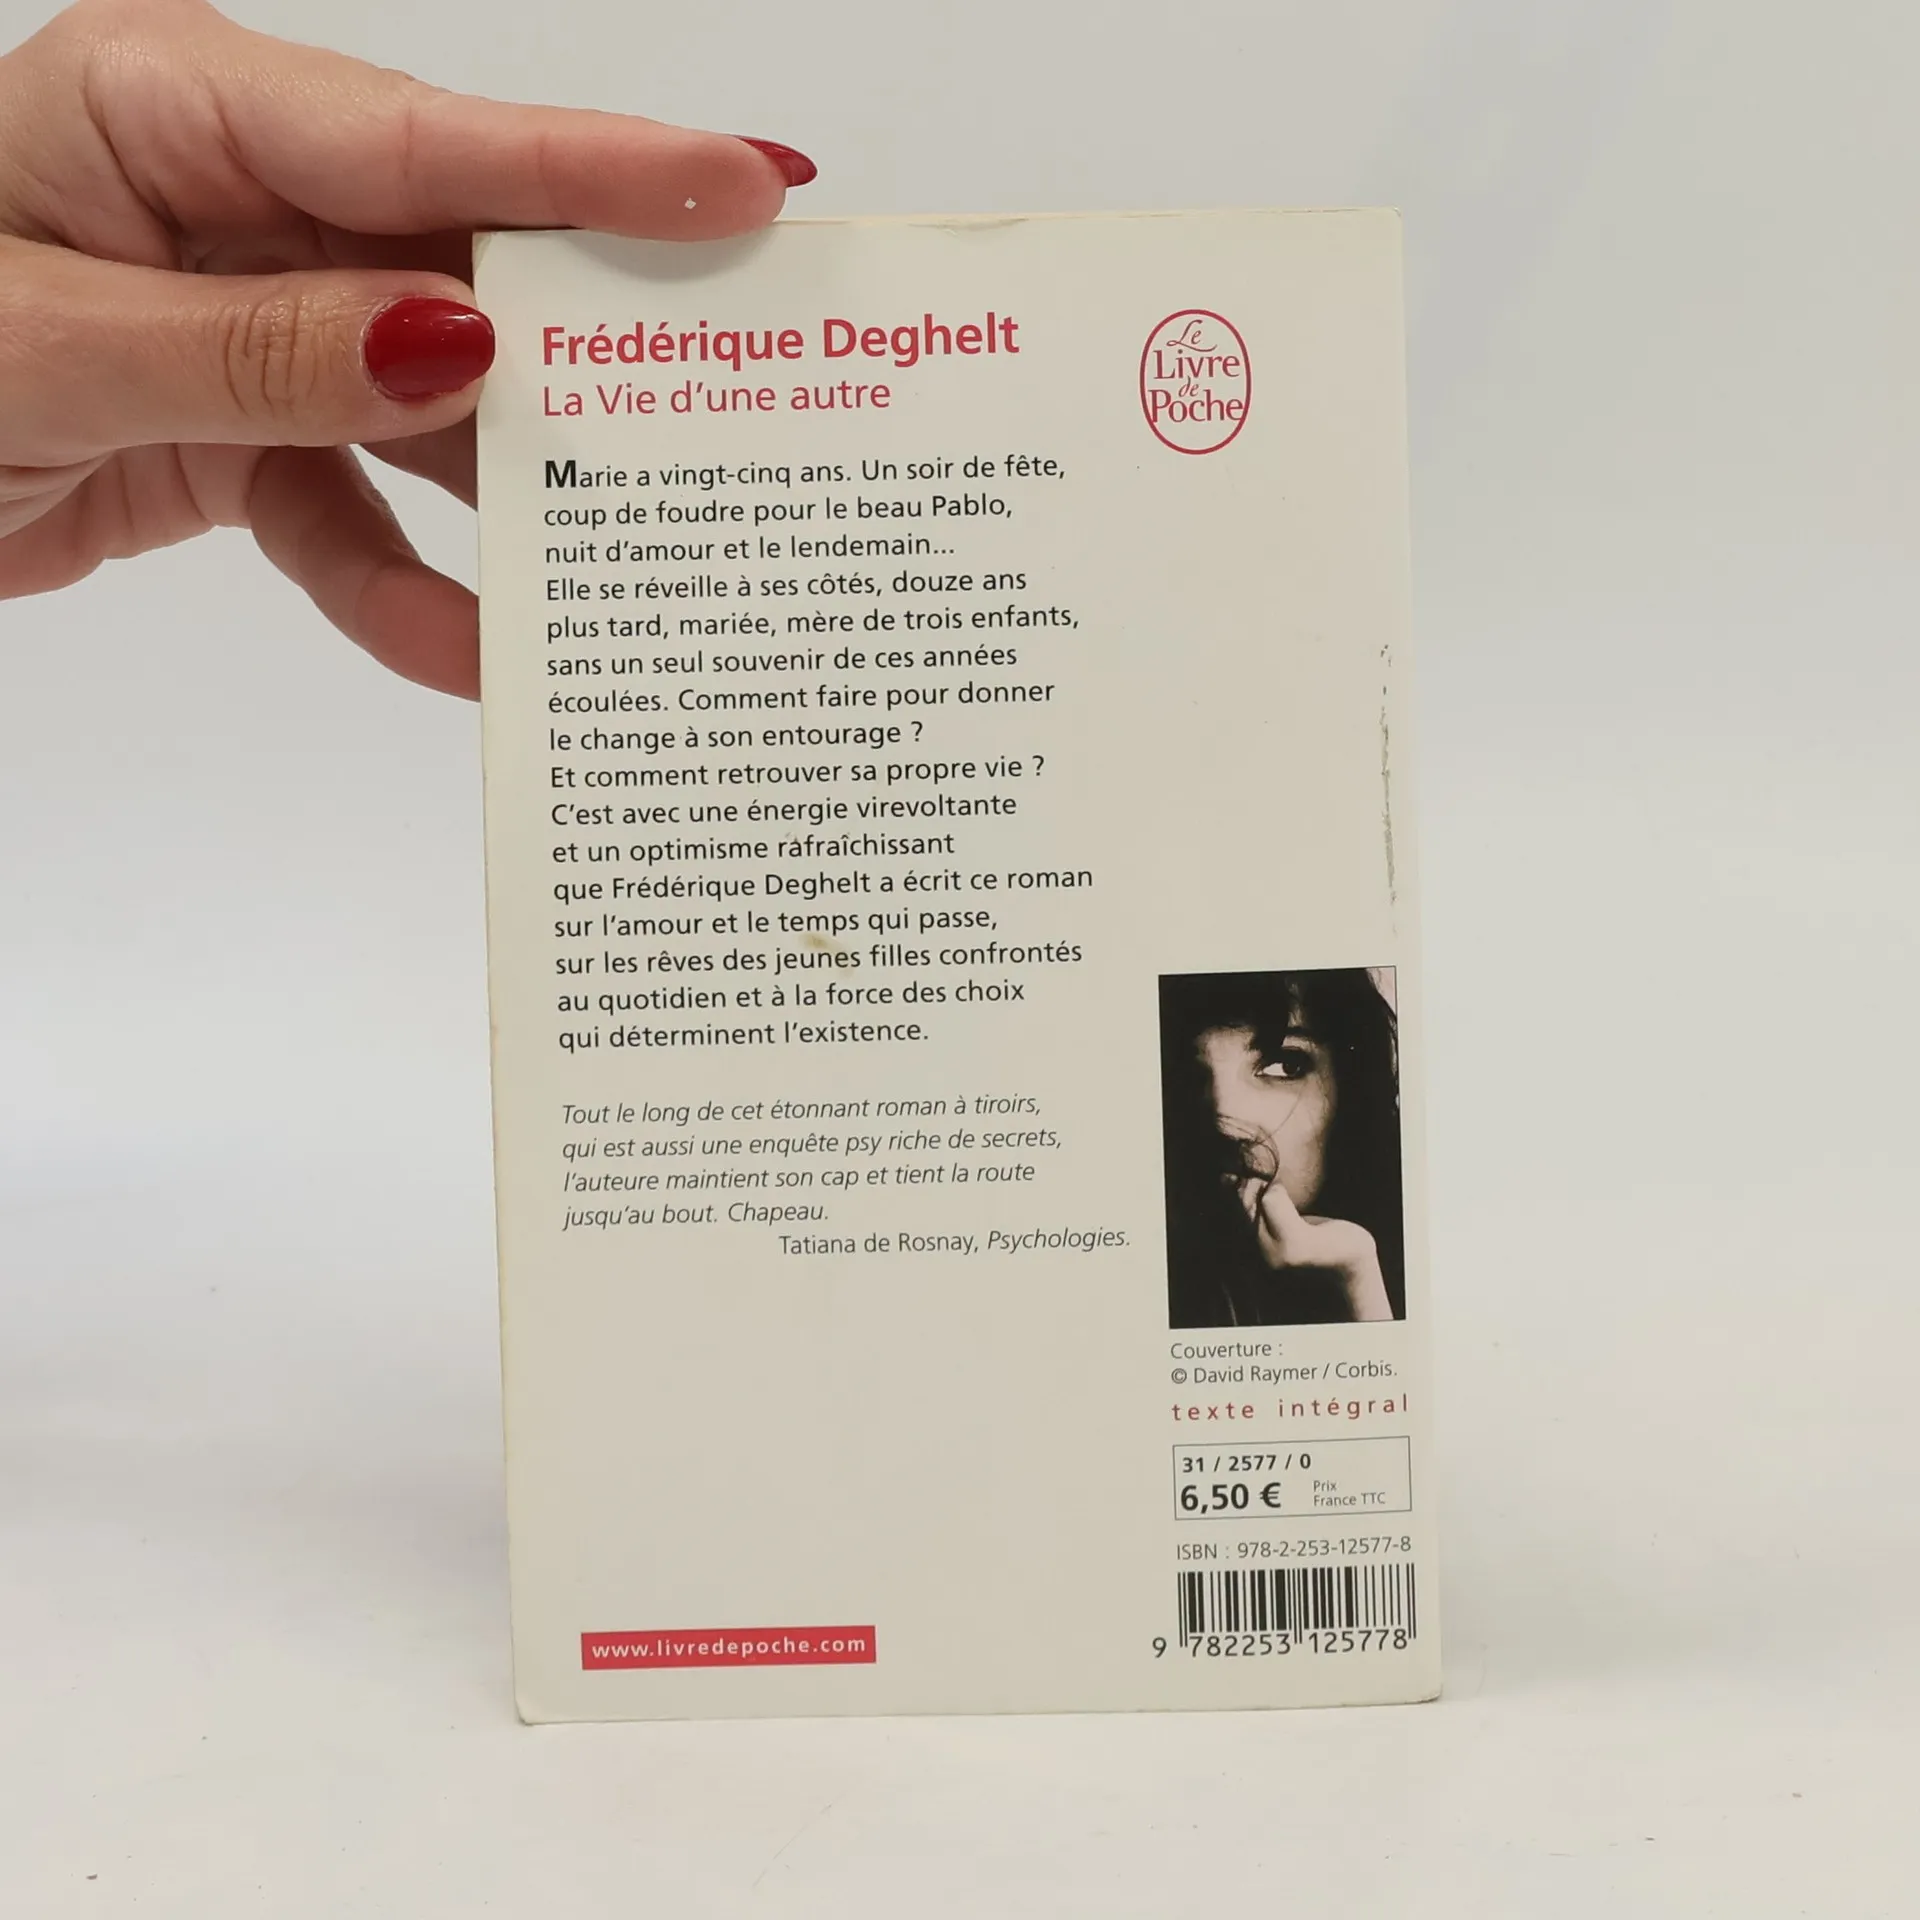 Frédérique Deghelt
La Vie d'une autre
Le
Livre
de
Poche
Marie a vingt-cinq ans. Un soir de fête,
coup de foudre pour le beau Pablo,
nuit d'amour et le lendemain...
Elle se réveille à ses côtés, douze ans
plus tard, mariée, mère de trois enfants,
sans un seul souvenir de ces années
écoulées. Comment faire pour donner
le change à son entourage ?
Et comment retrouver sa propre vie ?
C'est avec une énergie virevoltante
et un optimisme rafraîchissant
que Frédérique Deghelt a écrit ce roman
sur l'amour et le temps qui passe,
sur les rêves des jeunes filles confrontés
au quotidien et à la force des choix
qui déterminent l'existence.
Tout le long de cet étonnant roman à tiroirs,
qui est aussi une enquête psy riche de secrets,
l'auteure maintient son cap et tient la route
jusqu'au bout. Chapeau.
Tatiana de Rosnay, Psychologies.
Couverture :
© David Raymer / Corbis.
texte intégral
31 / 2577 / 0
6,50 €
Prix
France TTC
ISBN : 978-2-253-12577-8
9 782253 125778
www.livredepoche.com